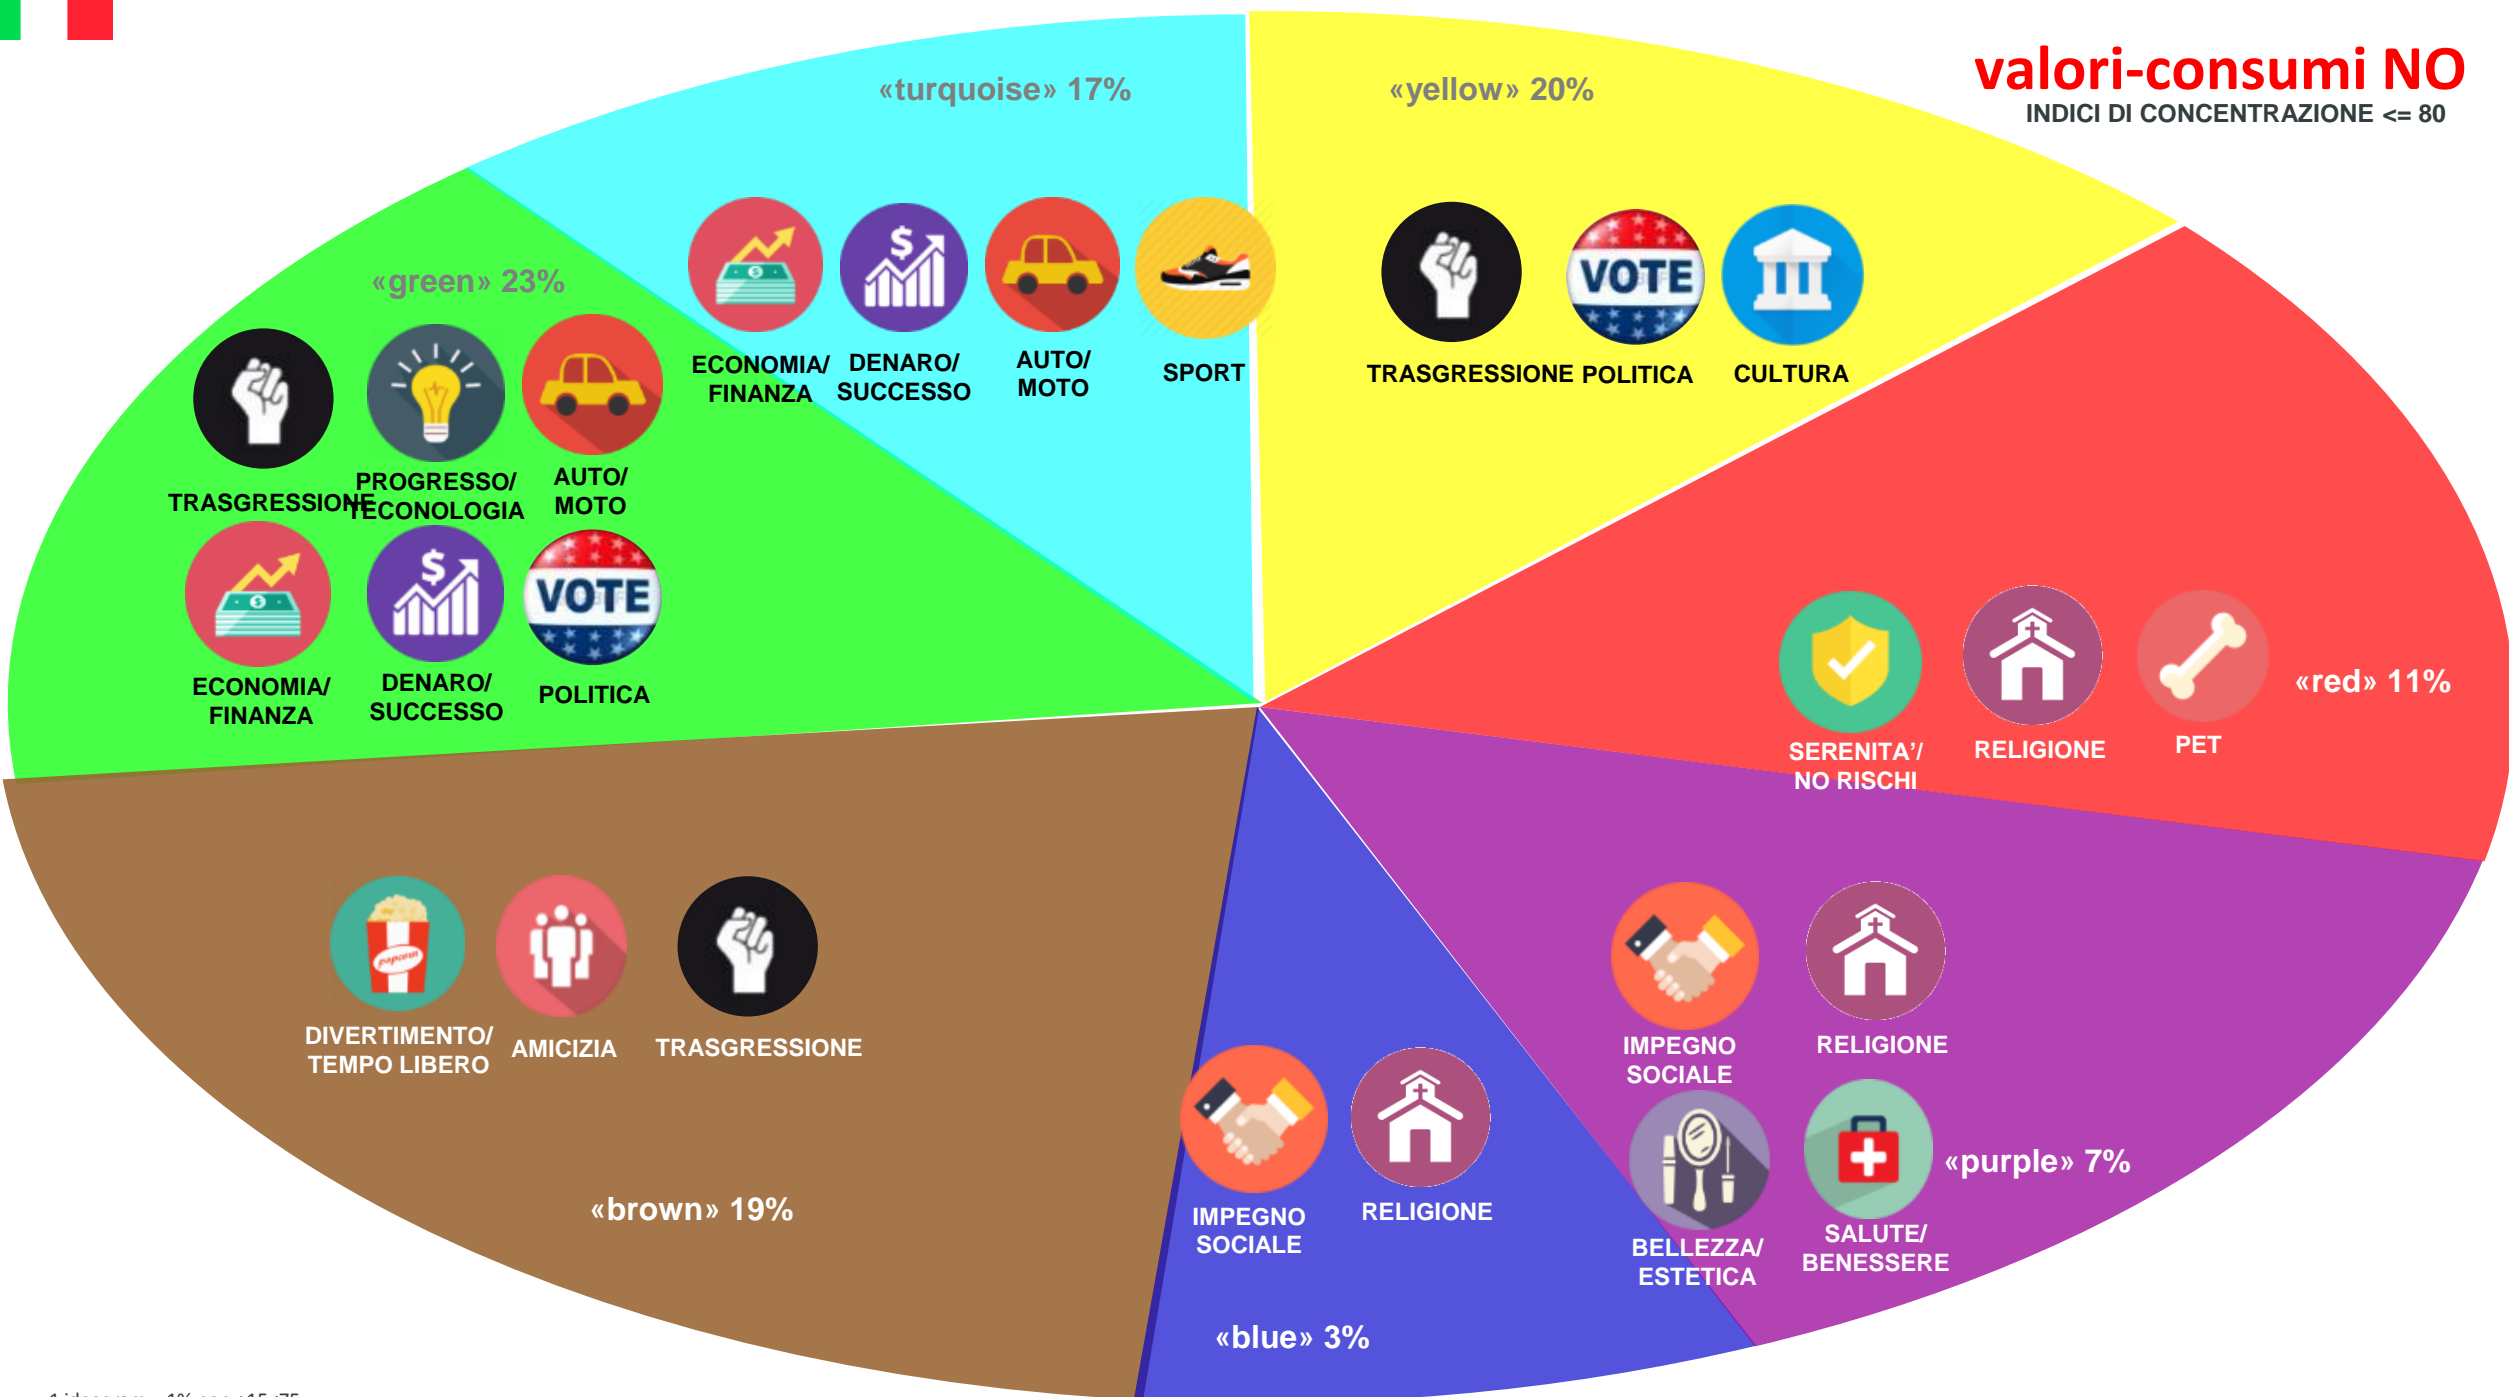 valori-consumi NO
INDICI DI CONCENTRAZIONE <= 80
«turquoise» 17%
ECONOMIA/
FINANZA
DENARO/
SUCCESSO
AUTO/
MOTO
SPORT
«yellow» 20%
TRASGRESSIONE
VOTE
POLITICA
CULTURA
«green» 23%
TRASGRESSIONE
PROGRESSO/
TECONOLOGIA
AUTO/
MOTO
ECONOMIA/
FINANZA
DENARO/
SUCCESSO
VOTE
POLITICA
SERENITA’/
NO RISCHI
RELIGIONE
PET
«red» 11%
popcorn
DIVERTIMENTO/
TEMPO LIBERO
AMICIZIA
TRASGRESSIONE
«brown» 19%
IMPEGNO
SOCIALE
RELIGIONE
«blue» 3%
IMPEGNO
SOCIALE
RELIGIONE
BELLEZZA/
ESTETICA
SALUTE/
BENESSERE
«purple» 7%